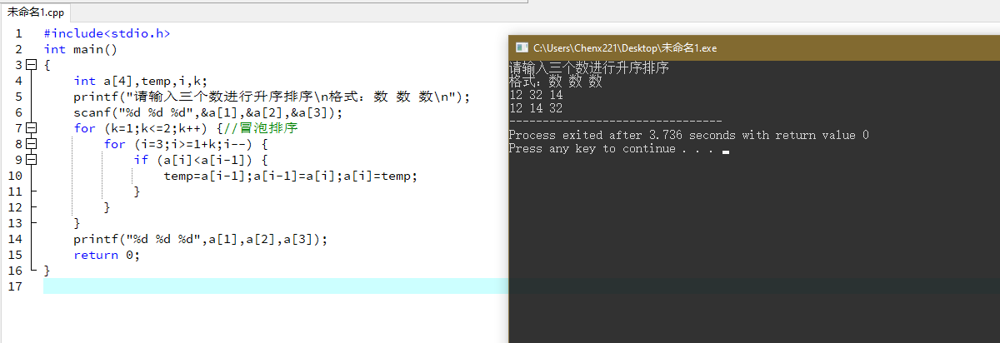 未命名1.cpp
1 #include<stdio.h>
2 int main()
3 {
4 int a[4],temp,i,k;
5 printf("请输入三个数进行升序排序\n格式：数 数 数\n");
6 scanf("%d %d %d",&a[1],&a[2],&a[3]);
7 for (k=1;k<=2;k++) {//冒泡排序
8 for (i=3;i>=1+k;i--) {
9 if (a[i]<a[i-1]) {
10 temp=a[i-1];a[i-1]=a[i];a[i]=temp;
11 }
12 }
13 }
14 printf("%d %d %d",a[1],a[2],a[3]);
15 return 0;
16 }
17
C:\Users\Chenx221\Desktop\未命名1.exe
请输入三个数进行升序排序
格式：数 数 数
12 32 14
12 14 32
--------------------------------
Process exited after 3.736 seconds with return value 0
Press any key to continue . . .